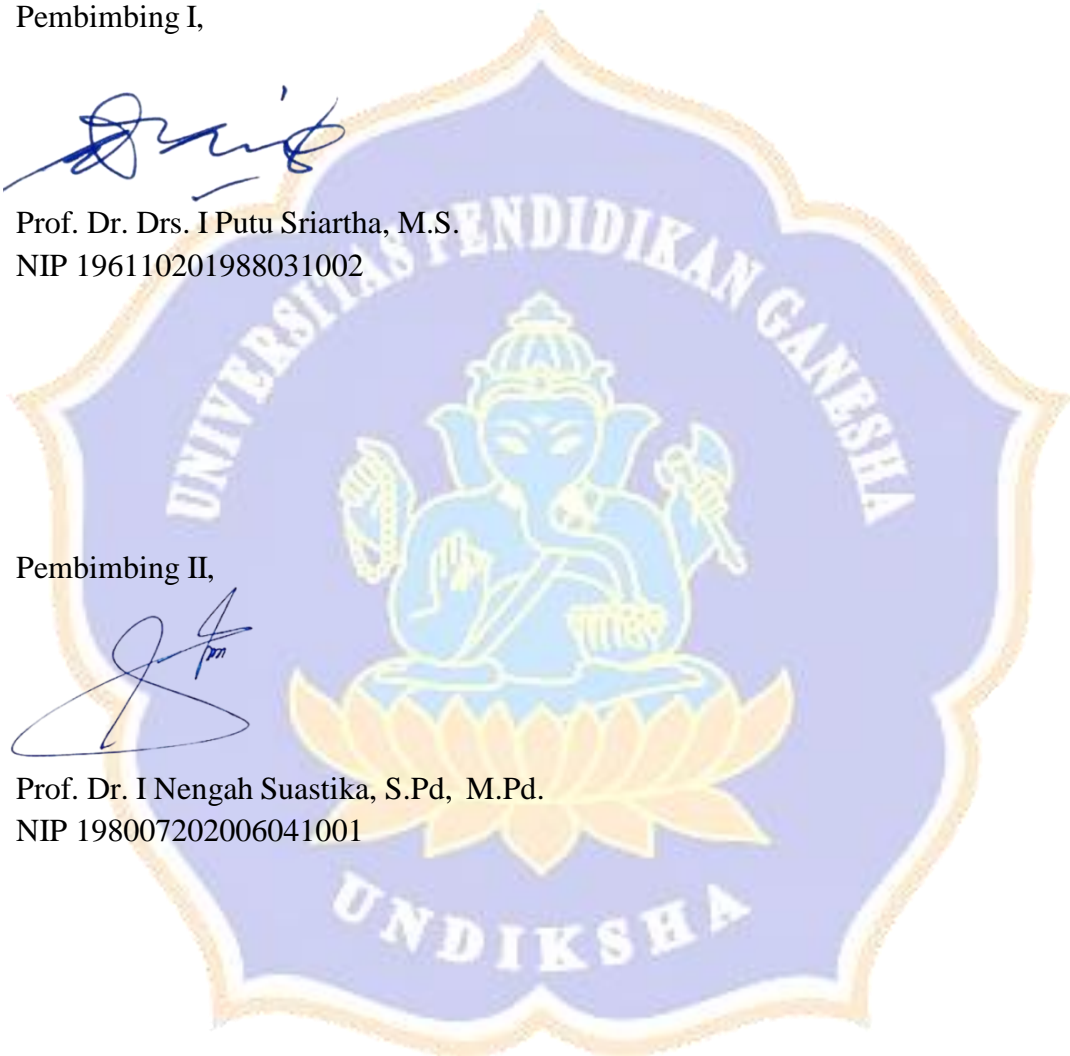 Pembimbing I,
Prof. Dr. Drs. I Putu Sriartha, M.S.
NIP 196110201988031002
UNIVERSITAS PENDIDIKAN GANESHA
Pembimbing II,
Prof. Dr. I Nengah Suastika, S.Pd, M.Pd.
NIP 198007202006041001
UNDIKSHA